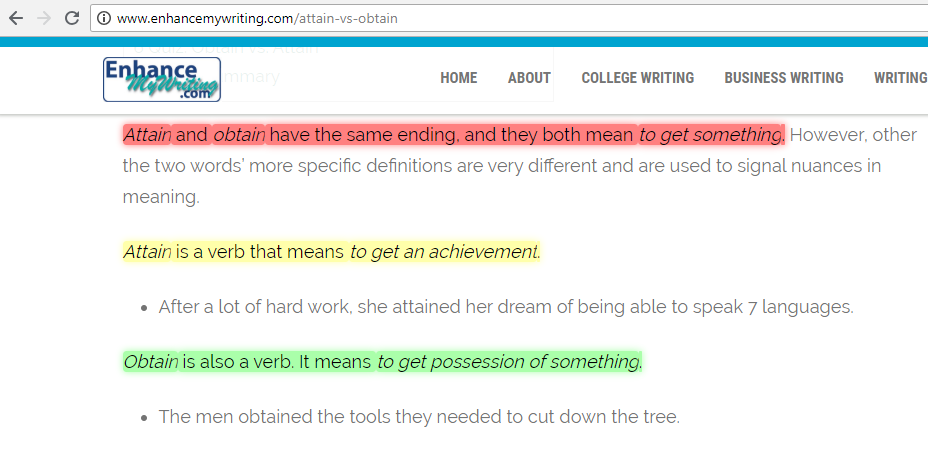 www.enhancemywriting.com/attain-vs-obtain
Quiz: Obtain vs. Attain
Enhance
MyWriting
.com
mmary
HOME ABOUT COLLEGE WRITING BUSINESS WRITING WRITING
Attain and obtain have the same ending, and they both mean to get something. However, other
the two words’ more specific definitions are very different and are used to signal nuances in
meaning.
Attain is a verb that means to get an achievement.
• After a lot of hard work, she attained her dream of being able to speak 7 languages.
Obtain is also a verb. It means to get possession of something.
• The men obtained the tools they needed to cut down the tree.